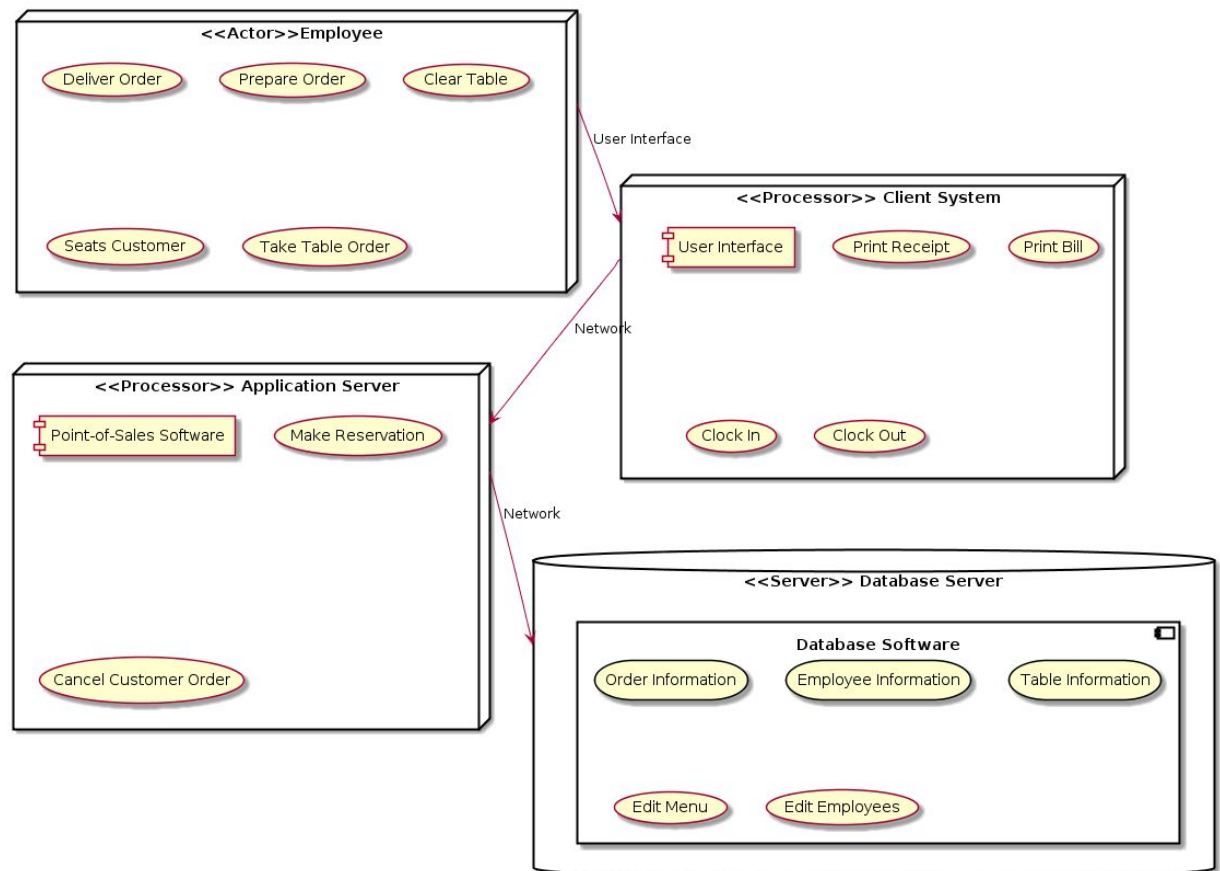 <<Actor>>Employee
Deliver Order
Prepare Order
Clear Table
Seats Customer
Take Table Order
User Interface
<<Processor>> Client System
User Interface
Print Receipt
Print Bill
Clock In
Clock Out
Network
<<Processor>> Application Server
Point-of-Sales Software
Make Reservation
Cancel Customer Order
Network
<<Server>> Database Server
Database Software
Order Information
Employee Information
Table Information
Edit Menu
Edit Employees